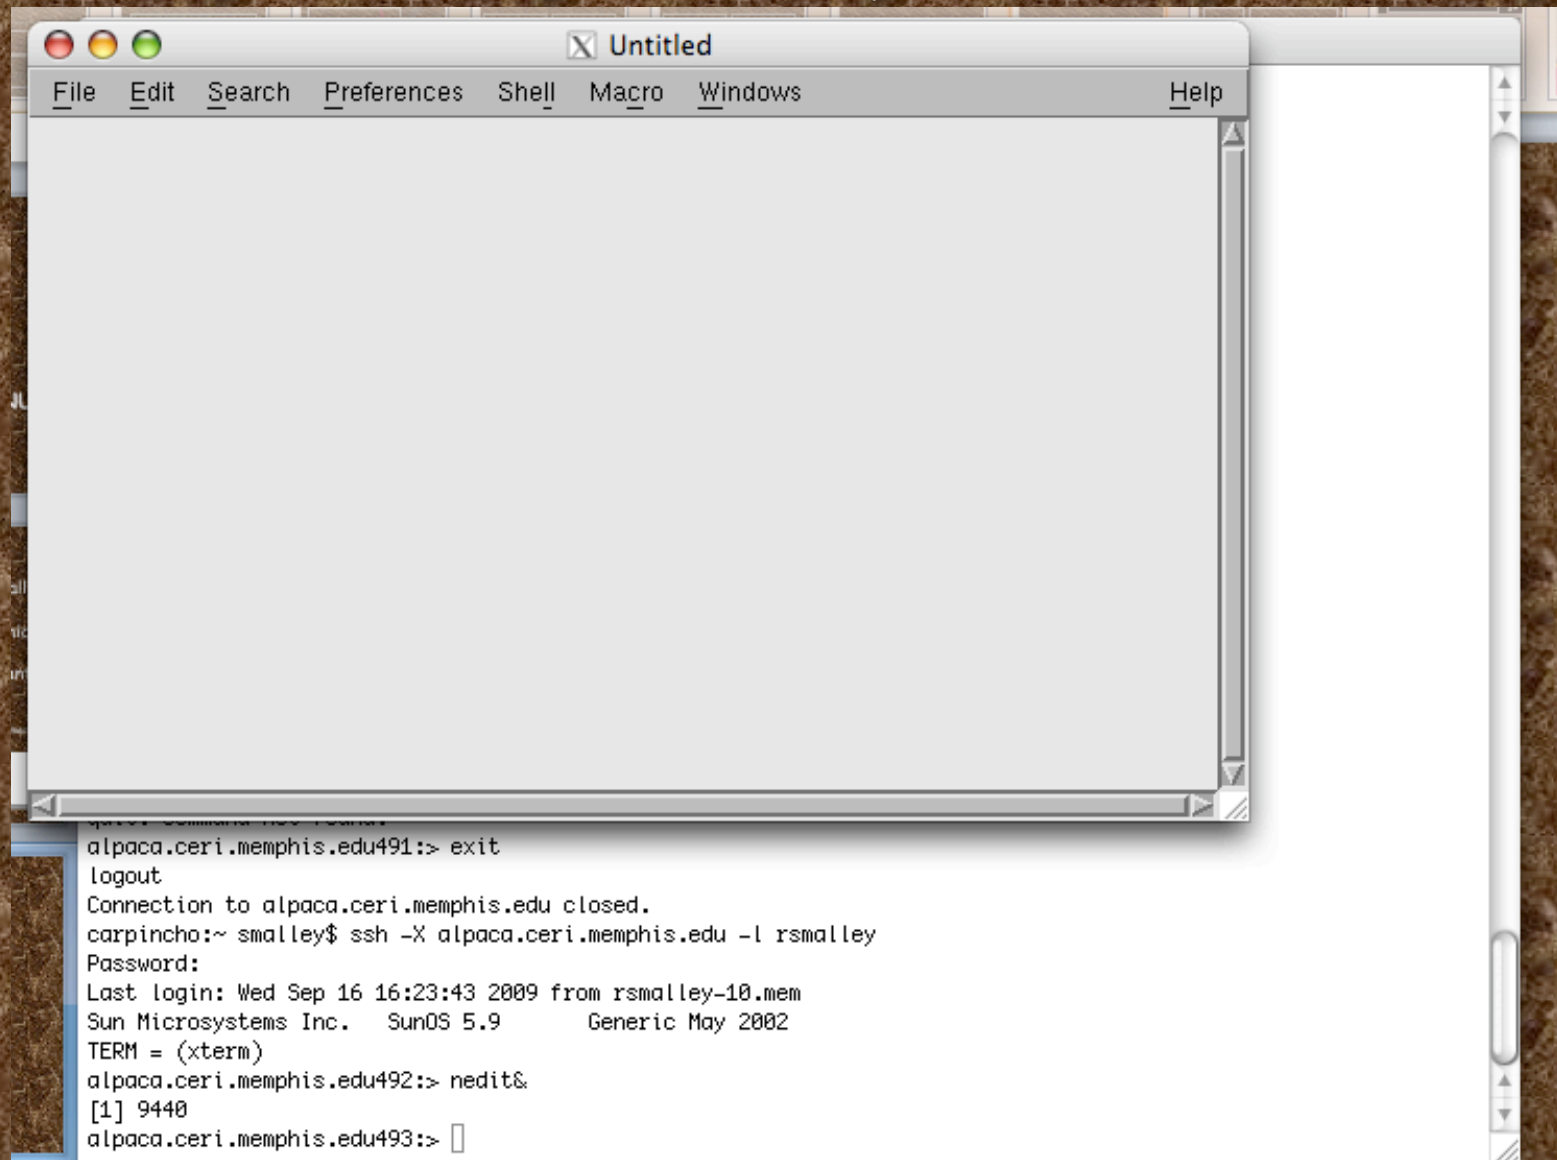 Untitled
File Edit Search Preferences Shell Macro Windows Help
alpaca.ceri.memphis.edu491:> exit
logout
Connection to alpaca.ceri.memphis.edu closed.
carpincho:~ smalley$ ssh -X alpaca.ceri.memphis.edu -l rsmalley
Password:
Last login: Wed Sep 16 16:23:43 2009 from rsmalley-10.mem
Sun Microsystems Inc.   SunOS 5.9       Generic May 2002
TERM = (xterm)
alpaca.ceri.memphis.edu492:> nedit&
[1] 9440
alpaca.ceri.memphis.edu493:>